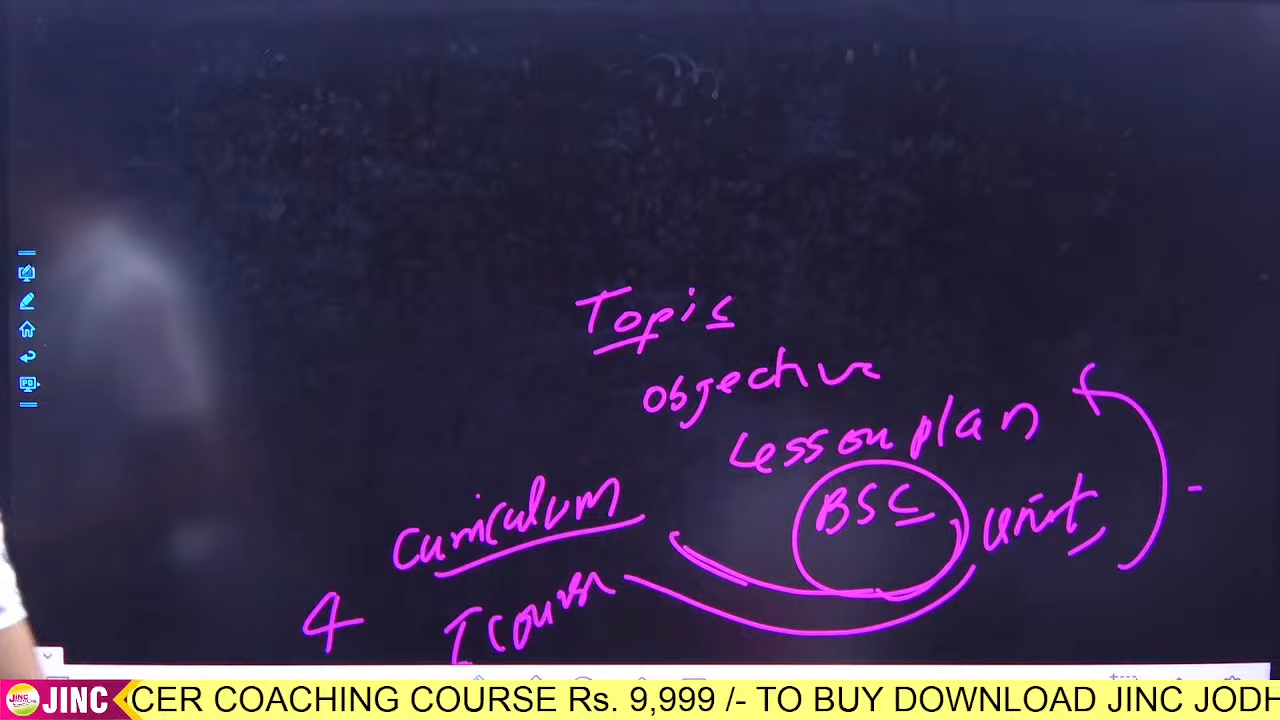 Topic
objective
Lesson plan
BSC
unit,
Curriculum
I Course
4
JINC
CER COACHING COURSE Rs. 9,999 /- TO BUY DOWNLOAD JINC JODH